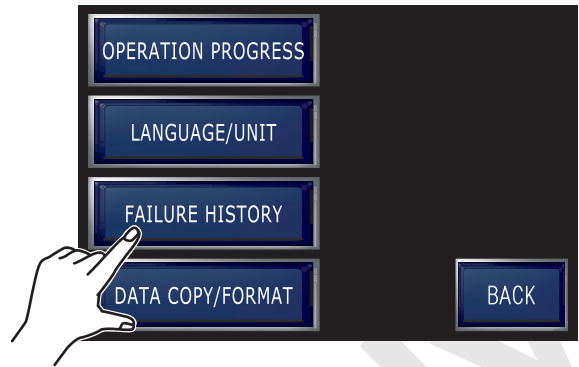 OPERATION PROGRESS
LANGUAGE/UNIT
FAILURE HISTORY
DATA COPY/FORMAT
BACK